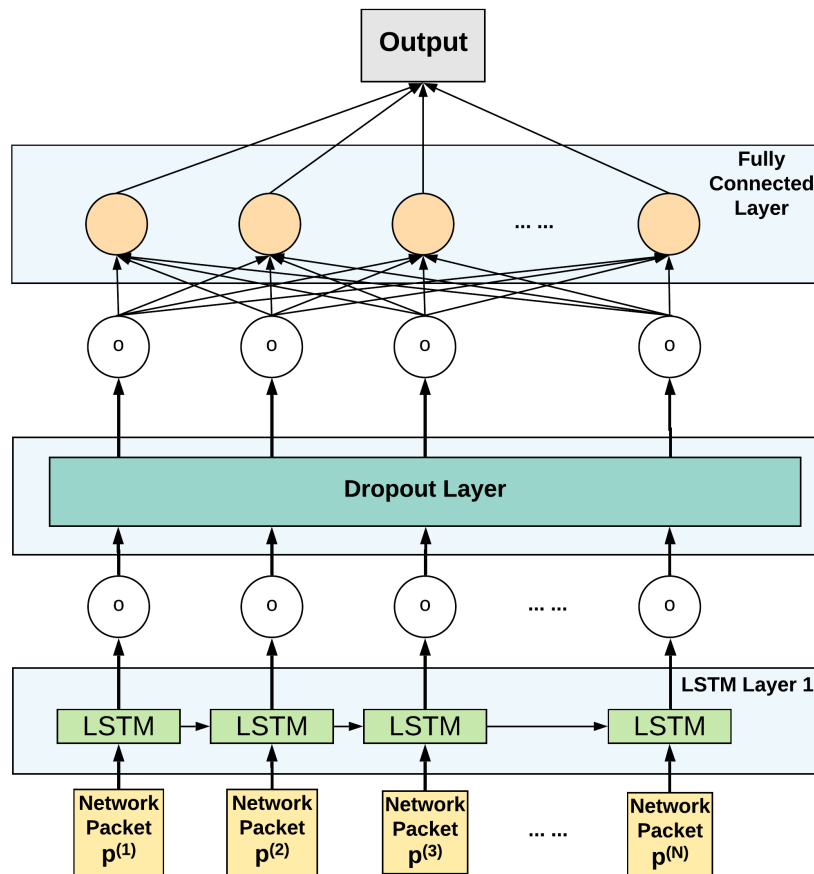 Output
Fully
Connected
Layer
... ...
o o o o
Dropout Layer
o o o ... ... o
LSTM Layer 1
LSTM LSTM LSTM LSTM
Network Packet p(1)
Network Packet p(2)
Network Packet p(3)
... ...
Network Packet p(N)